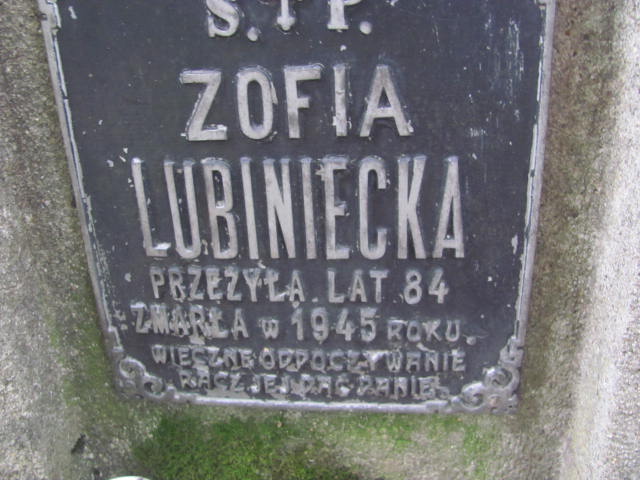 Ś. † P.
ZOFIA
LUBINIECKA
PRZEŻYŁA LAT 84
ZMARŁA w 1945 ROKU.
WIECZNE ODPOCZYWANIE
RACZ JEJ DAĆ PANIE